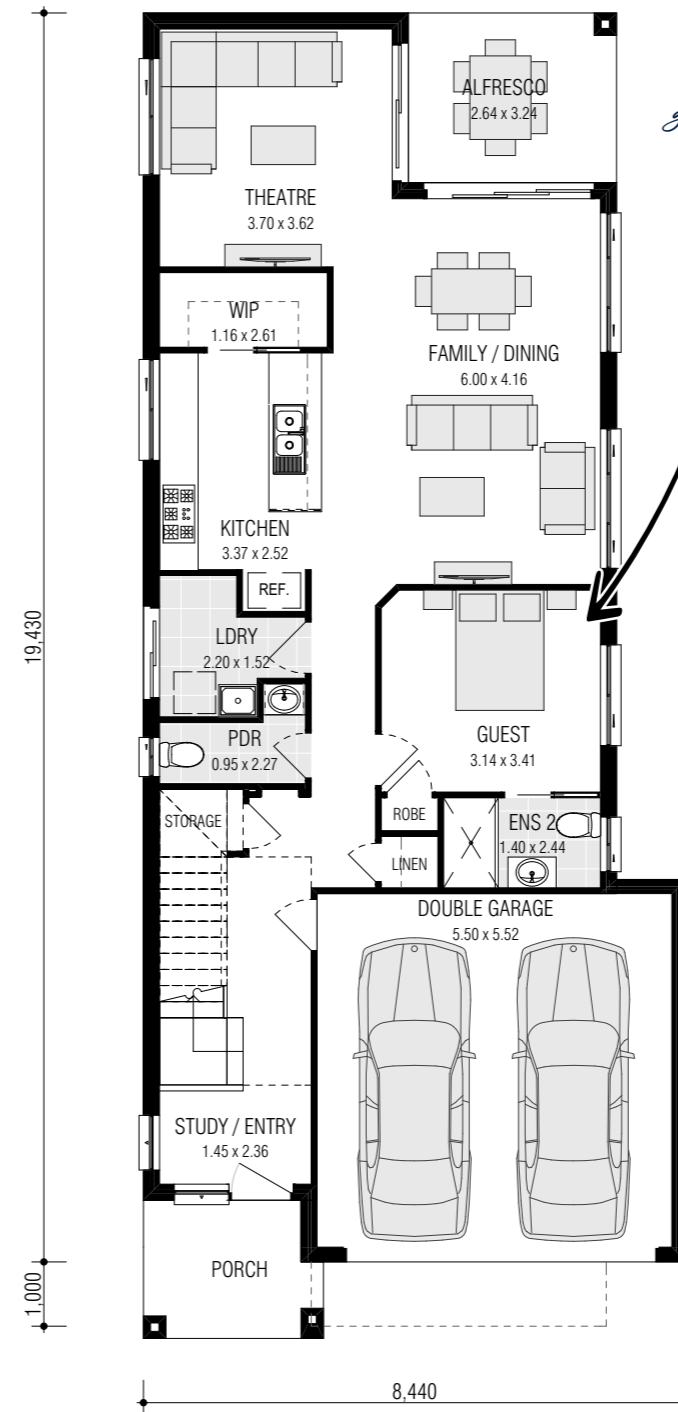 ALFRESCO
2.64 x 3.24
THEATRE
3.70 x 3.62
WIP
1.16 x 2.61
FAMILY / DINING
6.00 x 4.16
KITCHEN
3.37 x 2.52
REF.
19,430
LDRY
2.20 x 1.52
GUEST
3.14 x 3.41
PDR
0.95 x 2.27
STORAGE
ROBE
ENS 2
1.40 x 2.44
LINEN
DOUBLE GARAGE
5.50 x 5.52
STUDY / ENTRY
1.45 x 2.36
PORCH
1,000
8,440